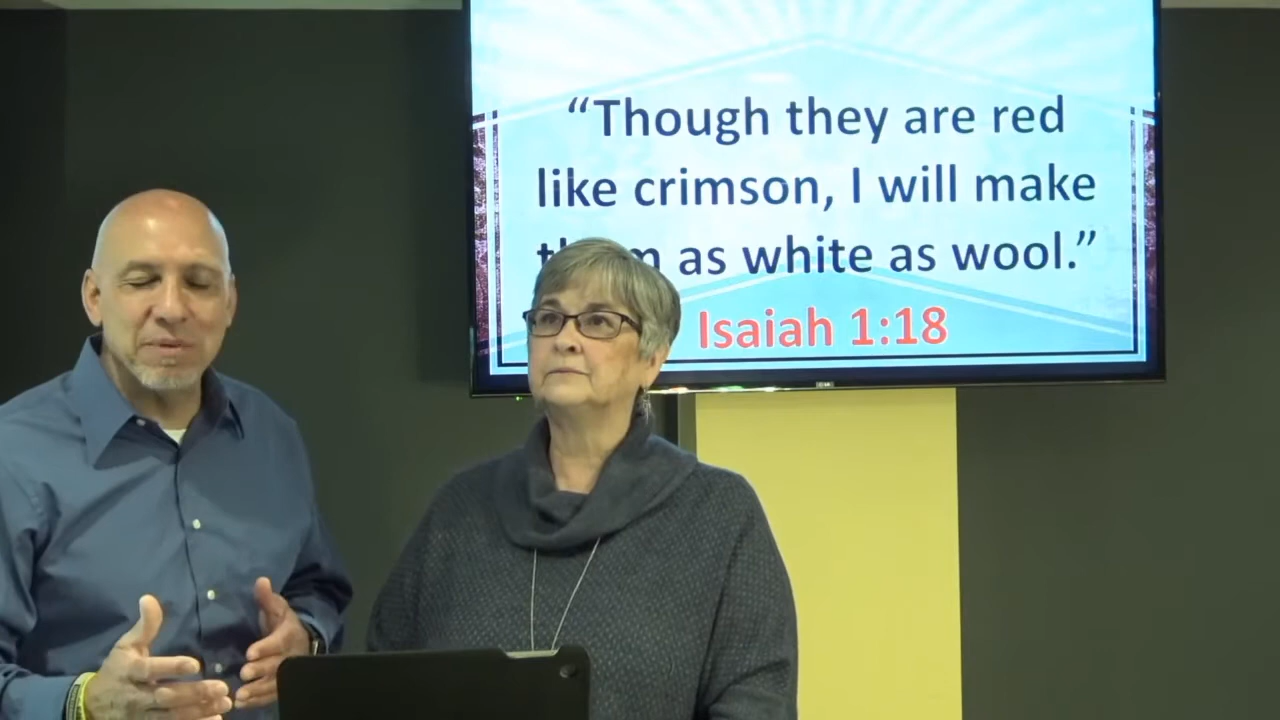 “Though they are red
like crimson, I will make
as white as wool.”
Isaiah 1:18